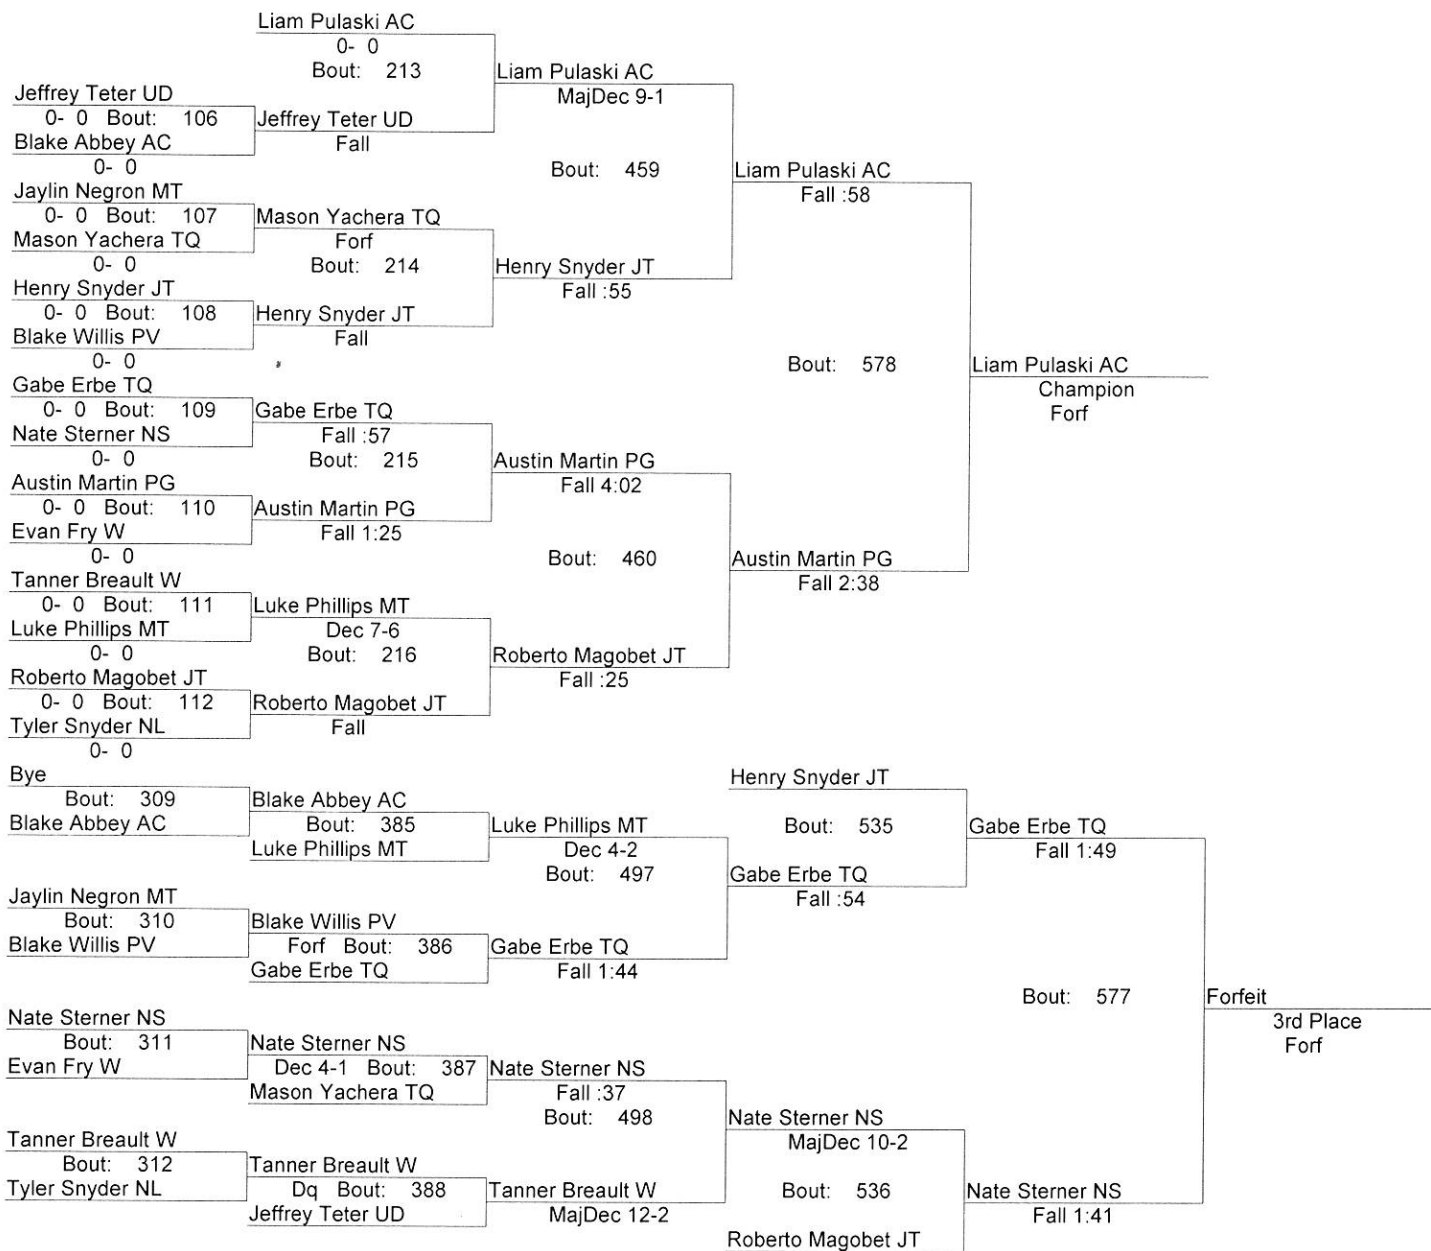 Liam Pulaski AC
0- 0
Bout: 213
Liam Pulaski AC
MajDec 9-1
Jeffrey Teter UD
0- 0 Bout: 106
Jeffrey Teter UD
Blake Abbey AC
Fall
0- 0
Bout: 459
Liam Pulaski AC
Fall :58
Jaylin Negron MT
0- 0 Bout: 107
Mason Yachera TQ
Mason Yachera TQ
Forf
0- 0
Bout: 214
Henry Snyder JT
Fall :55
Henry Snyder JT
0- 0 Bout: 108
Henry Snyder JT
Blake Willis PV
Fall
0- 0
Bout: 578
Liam Pulaski AC
Champion
Forf
Gabe Erbe TQ
0- 0 Bout: 109
Gabe Erbe TQ
Nate Sterner NS
Fall :57
0- 0
Bout: 215
Austin Martin PG
Fall 4:02
Austin Martin PG
0- 0 Bout: 110
Austin Martin PG
Evan Fry W
Fall 1:25
0- 0
Bout: 460
Austin Martin PG
Fall 2:38
Tanner Breault W
0- 0 Bout: 111
Luke Phillips MT
Luke Phillips MT
Dec 7-6
0- 0
Bout: 216
Roberto Magobet JT
Fall :25
Roberto Magobet JT
0- 0 Bout: 112
Roberto Magobet JT
Tyler Snyder NL
Fall
0- 0
Bye
Bout: 309
Blake Abbey AC
Blake Abbey AC
Bout: 385
Luke Phillips MT
Luke Phillips MT
Dec 4-2
Bout: 497
Henry Snyder JT
Bout: 535
Gabe Erbe TQ
Fall 1:49
Gabe Erbe TQ
Fall :54
Jaylin Negron MT
Bout: 310
Blake Willis PV
Blake Willis PV
Forf Bout: 386
Gabe Erbe TQ
Gabe Erbe TQ
Fall 1:44
Bout: 577
Forfeit
3rd Place
Forf
Nate Sterner NS
Bout: 311
Evan Fry W
Nate Sterner NS
Dec 4-1 Bout: 387
Mason Yachera TQ
Nate Sterner NS
Fall :37
Bout: 498
Nate Sterner NS
MajDec 10-2
Tanner Breault W
Bout: 312
Tyler Snyder NL
Tanner Breault W
Dq Bout: 388
Jeffrey Teter UD
Tanner Breault W
MajDec 12-2
Bout: 536
Nate Sterner NS
Fall 1:41
Roberto Magobet JT